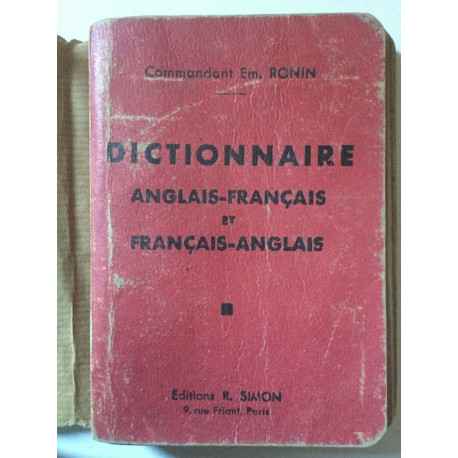 Commandant Em. RONIN
DICTIONNAIRE
ANGLAIS-FRANÇAIS
ET
FRANÇAIS-ANGLAIS
Éditions R. SIMON
9, rue Friant, Paris